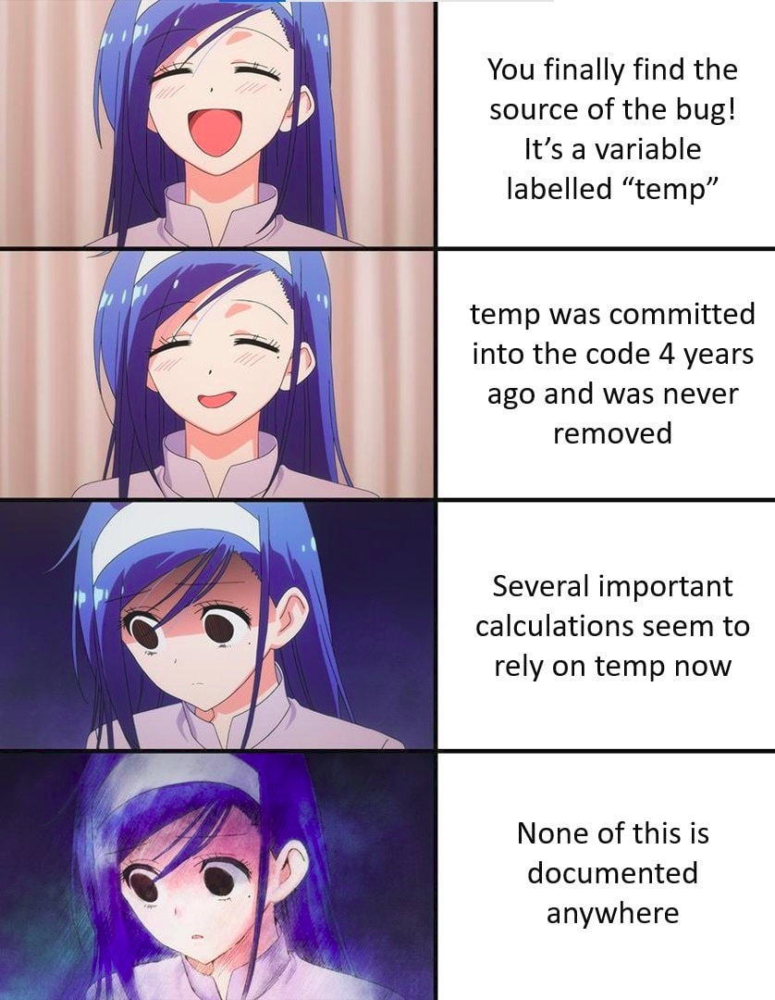 You finally find the
source of the bug!
It’s a variable
labelled “temp”
temp was committed
into the code 4 years
ago and was never
removed
Several important
calculations seem to
rely on temp now
None of this is
documented
anywhere